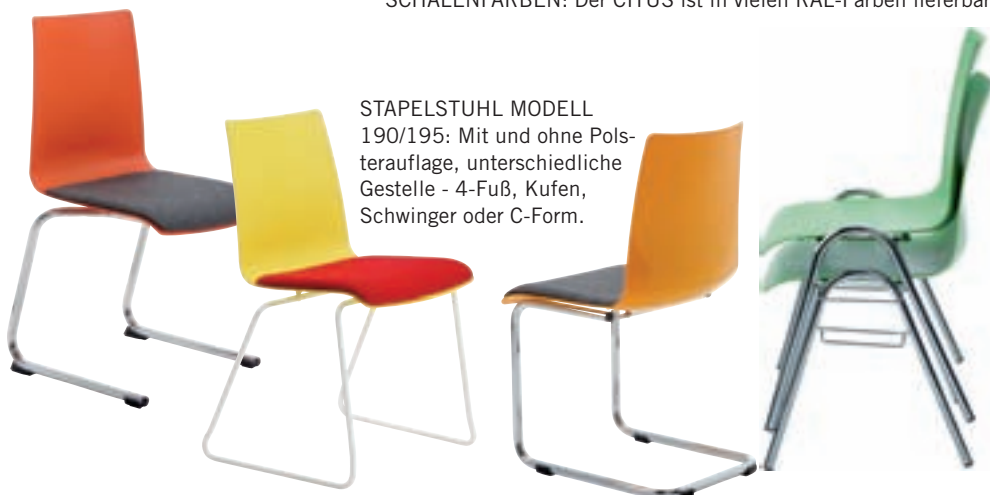 SCHALENFARBEN: Der CITUS ist in vielen RAL-Farben lieferbar
STAPELSTUHL MODELL
190/195: Mit und ohne Pols-
terauflage, unterschiedliche
Gestelle - 4-Fuß, Kufen,
Schwinger oder C-Form.